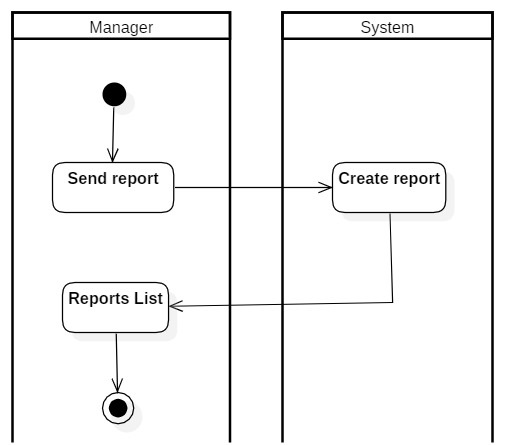 Manager
System
Send report
Create report
Reports List